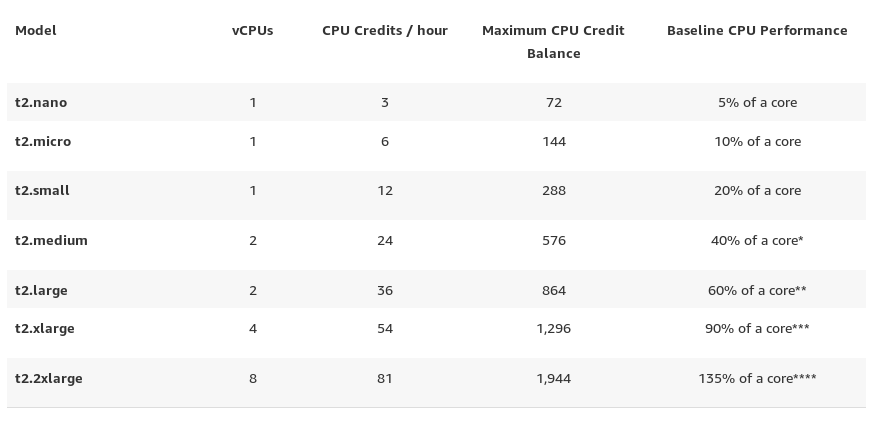 Model vCPUs CPU Credits / hour Maximum CPU Credit Balance Baseline CPU Performance
t2.nano 1 3 72 5% of a core
t2.micro 1 6 144 10% of a core
t2.small 1 12 288 20% of a core
t2.medium 2 24 576 40% of a core*
t2.large 2 36 864 60% of a core**
t2.xlarge 4 54 1,296 90% of a core***
t2.2xlarge 8 81 1,944 135% of a core****